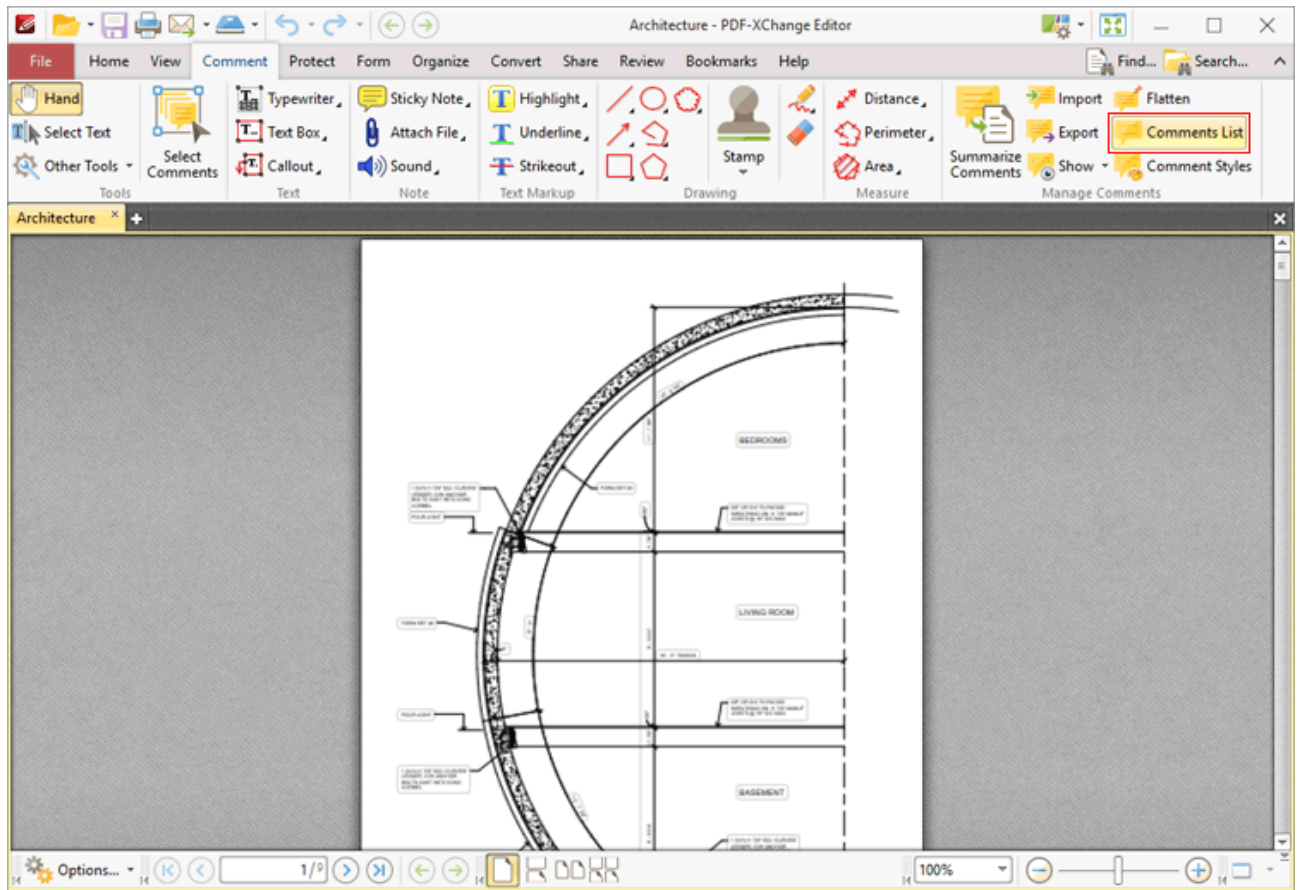 Architecture - PDF-XChange Editor
File Home View Comment Protect Form Organize Convert Share Review Bookmarks Help Find... Search...
Hand
Select Text
Other Tools
Tools
Select
Comments
Typewriter
Text Box
Callout
Text
Sticky Note
Attach File
Sound
Note
Highlight
Underline
Strikeout
Text Markup
Drawing
Stamp
Distance
Perimeter
Area
Measure
Summarize
Comments
Import
Export
Show
Flatten
Comments List
Comment Styles
Manage Comments
Architecture
BEDROOMS
LIVING ROOM
BASEMENT
Options...
1/9
100%